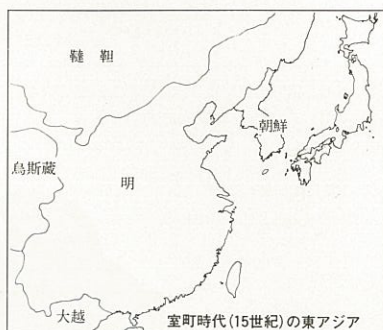 韃靼
朝鮮
烏斯蔵
明
大越
室町時代(15世紀)の東アジア